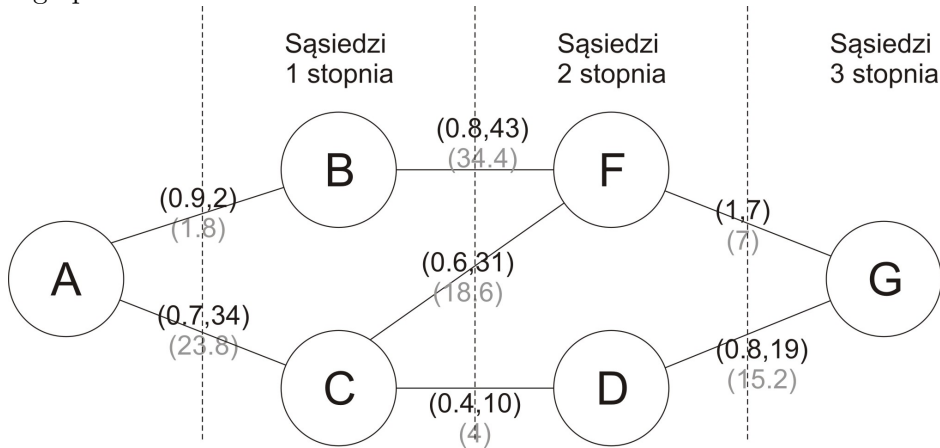 Sąsiedzi
1 stopnia
Sąsiedzi
2 stopnia
Sąsiedzi
3 stopnia
(0.8,43)
(34.4)
B
F
(0.9,2)
(1.8)
(1,7)
(7)
(0.6,31)
(18.6)
A
G
(0.7,34)
(23.8)
(0.8,19)
(15.2)
C
D
(0.4,10)
(4)